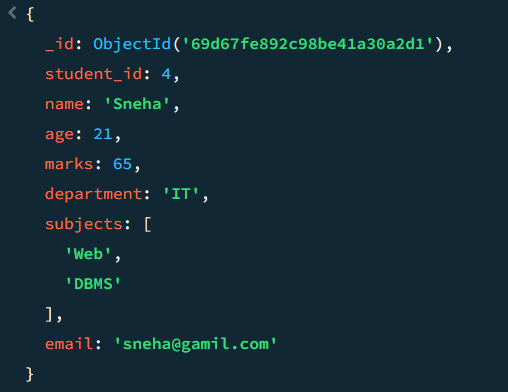 {
_id: ObjectId('69d67fe892c98be41a30a2d1'),
student_id: 4,
name: 'Sneha',
age: 21,
marks: 65,
department: 'IT',
subjects: [
'Web',
'DBMS'
],
email: 'sneha@gamil.com'
}